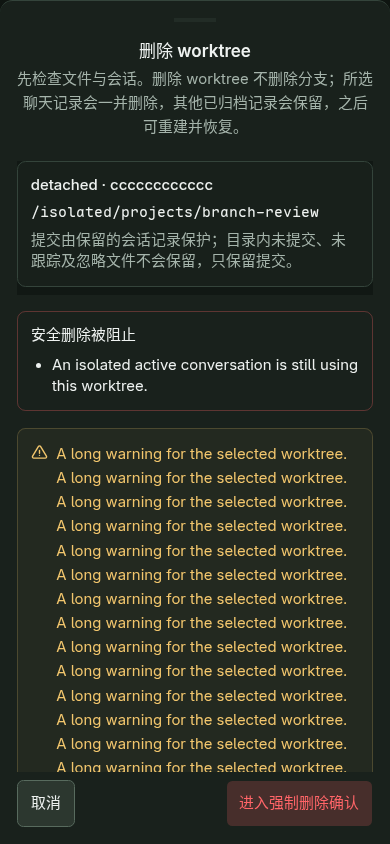 删除 worktree
先检查文件与会话。删除 worktree 不删除分支；所选
聊天记录会一并删除，其他已归档记录会保留，之后
可重建并恢复。
detached · cccccccccccc
/isolated/projects/branch-review
提交由保留的会话记录保护；目录内未提交、未
跟踪及忽略文件不会保留，只保留提交。
安全删除被阻止
• An isolated active conversation is still using
this worktree.
A long warning for the selected worktree.
A long warning for the selected worktree.
A long warning for the selected worktree.
A long warning for the selected worktree.
A long warning for the selected worktree.
A long warning for the selected worktree.
A long warning for the selected worktree.
A long warning for the selected worktree.
A long warning for the selected worktree.
A long warning for the selected worktree.
A long warning for the selected worktree.
A long warning for the selected worktree.
A long warning for the selected worktree.
A long warning for the selected worktree.
取消
进入强制删除确认